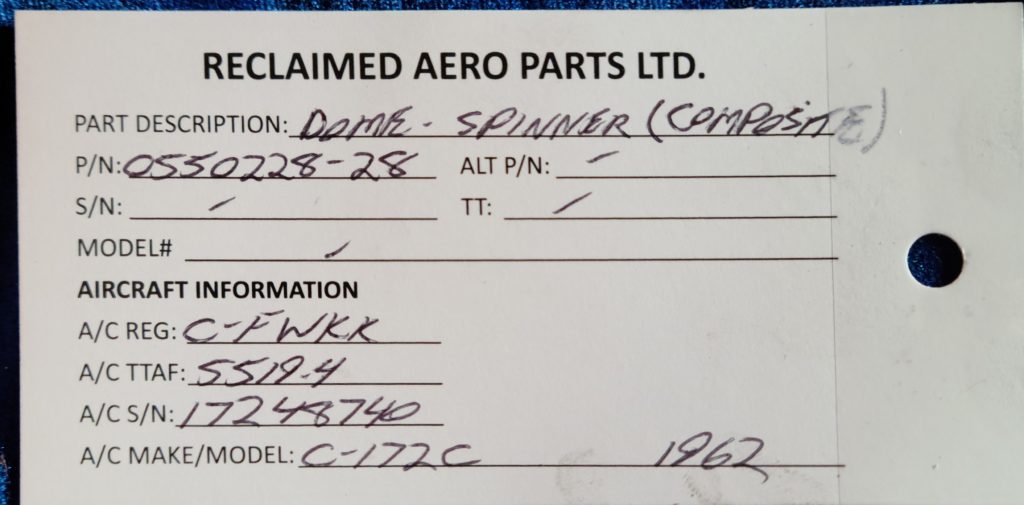 RECLAIMED AERO PARTS LTD.
PART DESCRIPTION: DOME - SPINNER (COMPOSITE)
P/N: 0550228-28 ALT P/N: -
S/N: - TT: -
MODEL# -
AIRCRAFT INFORMATION
A/C REG: C-FWKK
A/C TTAF: 5519.4
A/C S/N: 17248740
A/C MAKE/MODEL: C-172C 1962